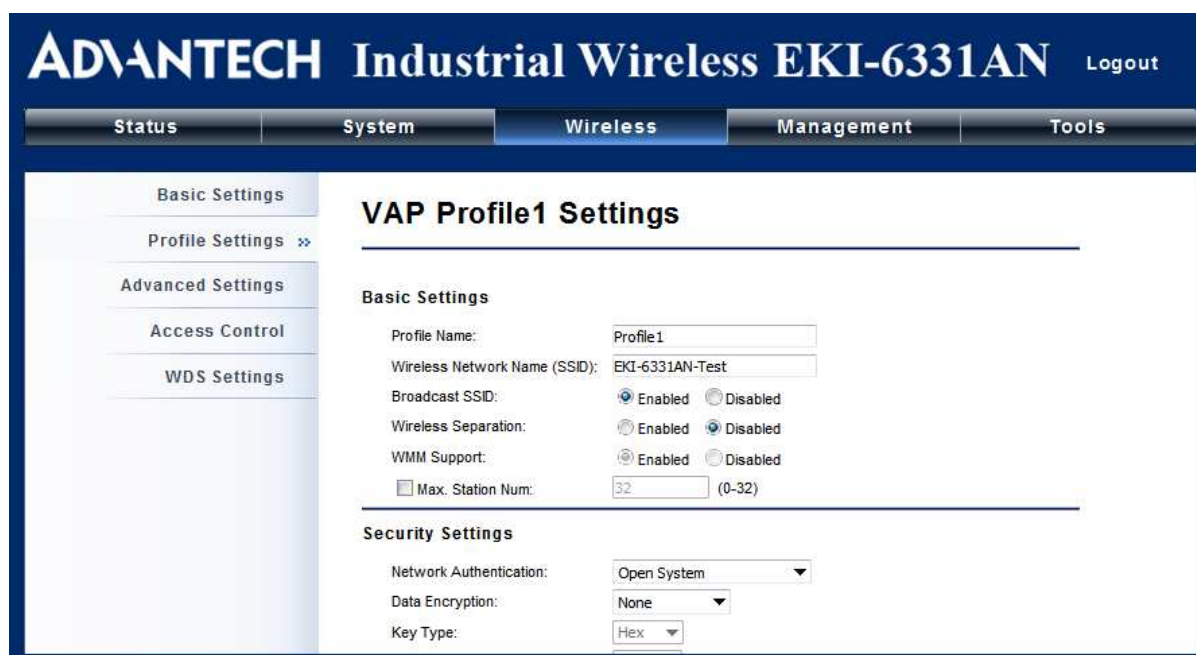 ADVANTECH Industrial Wireless EKI-6331AN Logout
Status System Wireless Management Tools
Basic Settings
Profile Settings »
Advanced Settings
Access Control
WDS Settings
VAP Profile1 Settings
Basic Settings
Profile Name: Profile1
Wireless Network Name (SSID): EKI-6331AN-Test
Broadcast SSID: Enabled Disabled
Wireless Separation: Enabled Disabled
WMM Support: Enabled Disabled
Max. Station Num: 32 (0-32)
Security Settings
Network Authentication: Open System
Data Encryption: None
Key Type: Hex